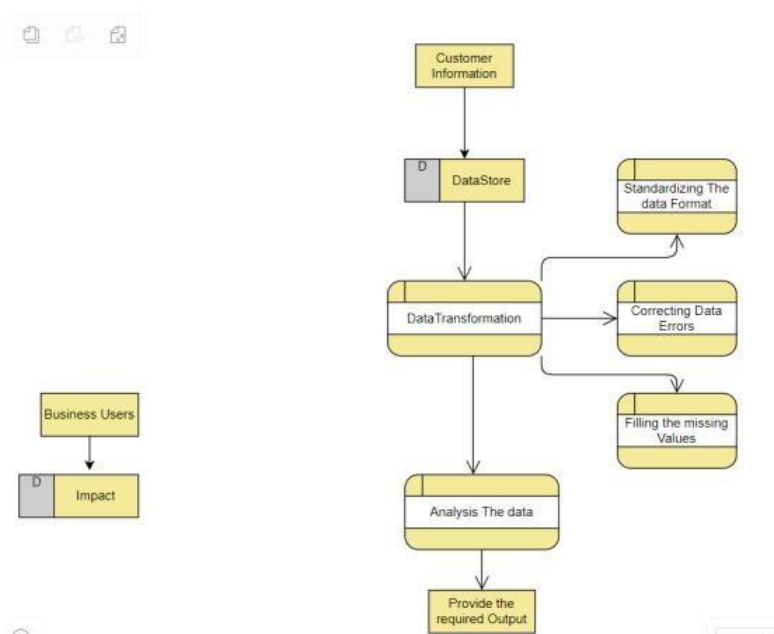 Customer
Information
D
DataStore
Standardizing The
data Format
DataTransformation
Correcting Data
Errors
Filling the missing
Values
Business Users
D
Impact
Analysis The data
Provide the
required Output